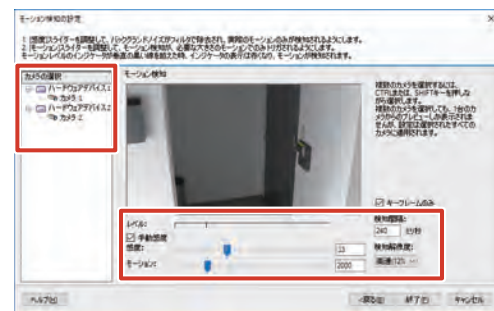 モーション検知の設定
1 [感度]スライダーを調整して、バックグラウンドノイズがフィルタで除去され、実際のモーションのみが検知されるようにします。
2 [モーション]スライダーを調整して、モーション検知が、必要な大きさのモーションでのみトリガされるようにします。
モーションレベルのインジケータが垂直の黒い線を超えた時、インジケータの表示は赤くなり、モーションが検知されます。
カメラの選択
ハードウェアデバイス1
カメラ 1
ハードウェアデバイス2
カメラ 2
モーション検知
複数のカメラを選択するには、
CTRLまたは、SHIFTキーを押しな
がら選択します。
複数のカメラを選択しても、1台のカ
メラからのプレビューしか表示されま
せんが、設定は選択されたすべての
カメラに適用されます。
キーフレームのみ
レベル:
手動感度
感度:
モーション:
2000
検知間隔:
240
ミリ秒
検知解像度:
高速(12%)
ヘルプ(H)
<戻る(B)
終了(F)
キャンセル